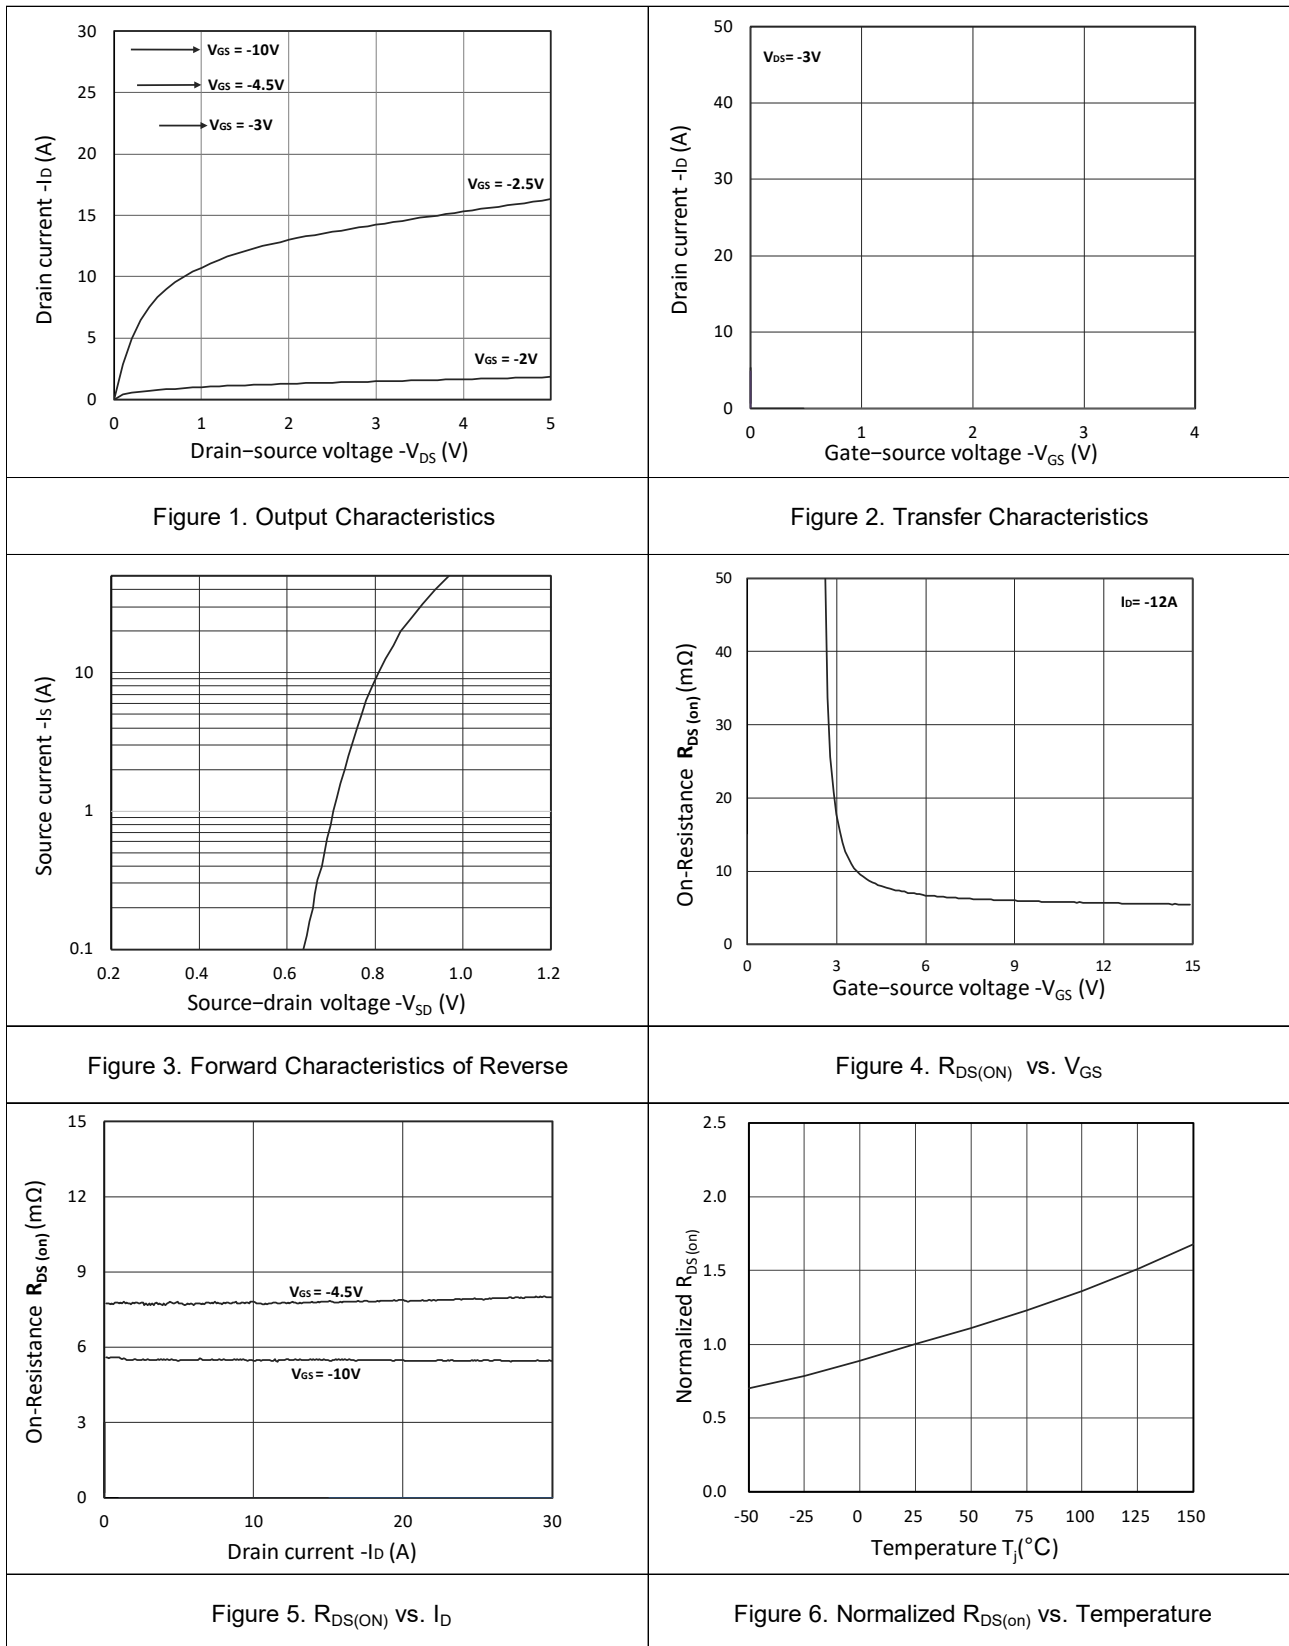 30
25
20
15
10
5
0
0 1 2 3 4 5
Drain current -ID (A)
VGS = -10V
VGS = -4.5V
VGS = -3V
VGS = -2.5V
VGS = -2V
Drain−source voltage -VDS (V)
50
40
30
20
10
0
0 1 2 3 4
Drain current -ID (A)
VDS= -3V
Gate−source voltage -VGS (V)
Figure 1. Output Characteristics
Figure 2. Transfer Characteristics
10
1
0.1
0.2 0.4 0.6 0.8 1.0 1.2
Source current -IS (A)
Source−drain voltage -VSD (V)
50
40
30
20
10
0
0 3 6 9 12 15
On-Resistance RDS (on) (mΩ)
ID= -12A
Gate−source voltage -VGS (V)
Figure 3. Forward Characteristics of Reverse
Figure 4. RDS(ON) vs. VGS
15
12
9
6
3
0
0 10 20 30
On-Resistance RDS (on) (mΩ)
VGS = -4.5V
VGS = -10V
Drain current -ID (A)
2.5
2.0
1.5
1.0
0.5
0.0
-50 -25 0 25 50 75 100 125 150
Normalized RDS (on)
Temperature Tj(°C)
Figure 5. RDS(ON) vs. ID
Figure 6. Normalized RDS(on) vs. Temperature